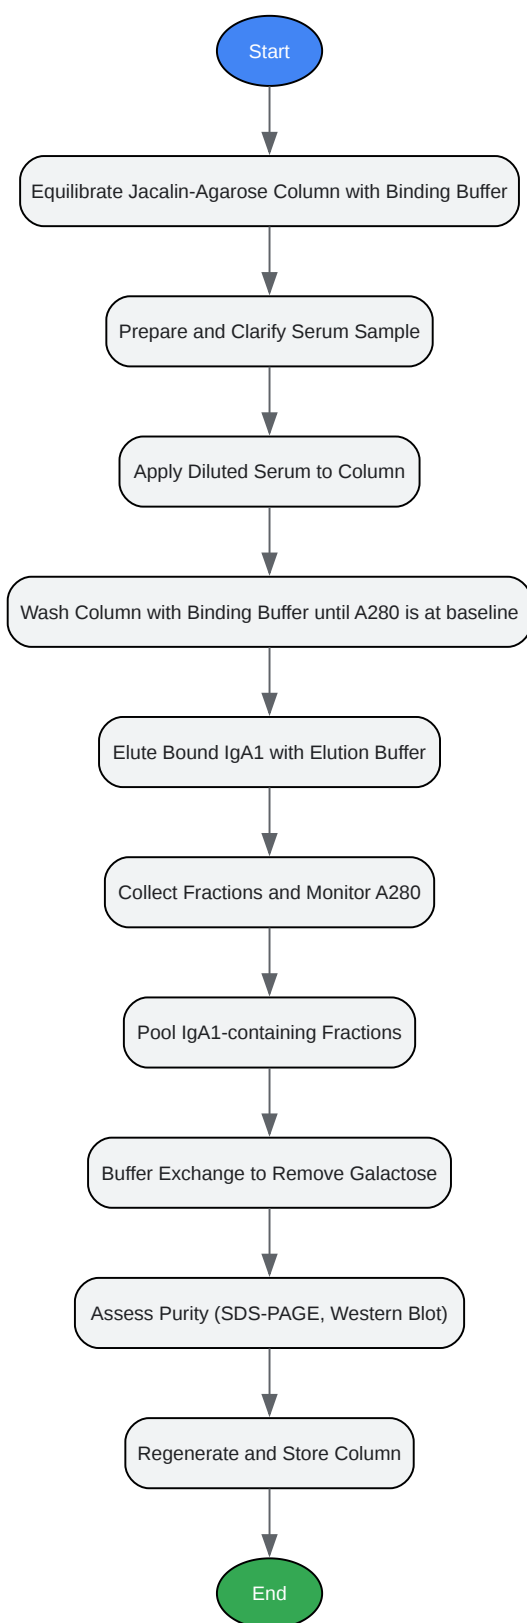 Start
Equilibrate Jacalin-Agarose Column with Binding Buffer
Prepare and Clarify Serum Sample
Apply Diluted Serum to Column
Wash Column with Binding Buffer until A280 is at baseline
Elute Bound IgA1 with Elution Buffer
Collect Fractions and Monitor A280
Pool IgA1-containing Fractions
Buffer Exchange to Remove Galactose
Assess Purity (SDS-PAGE, Western Blot)
Regenerate and Store Column
End